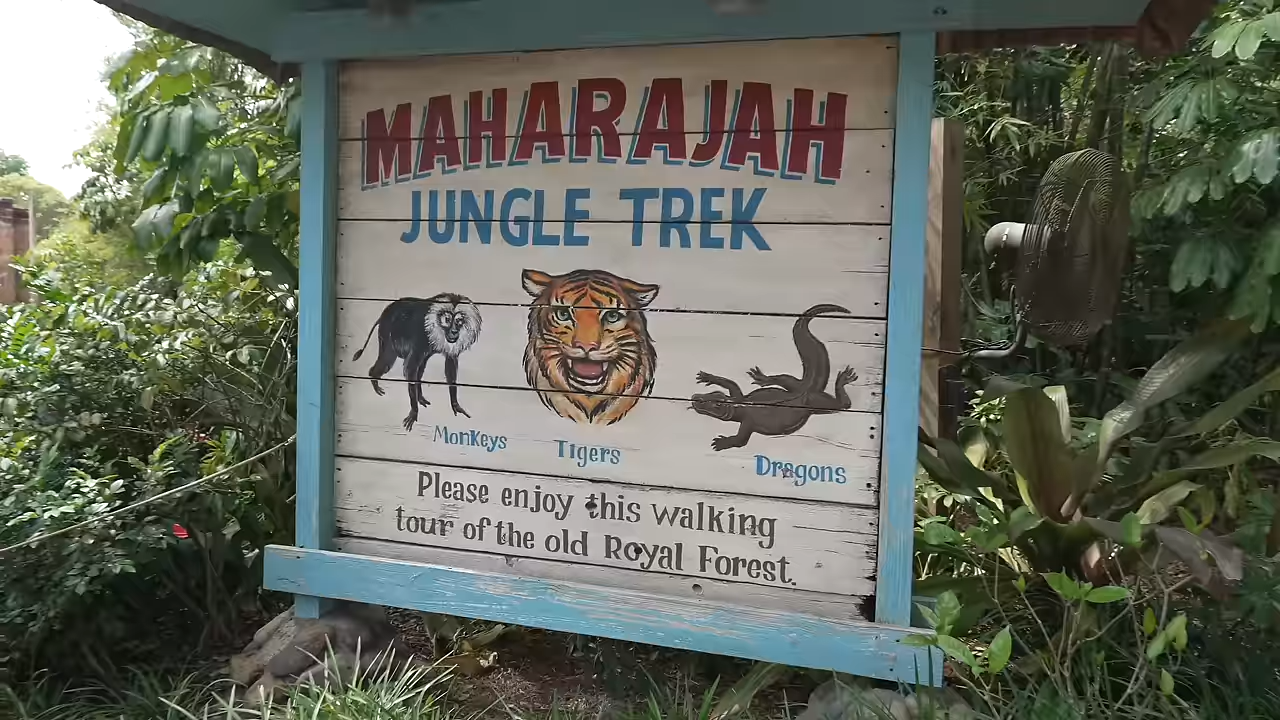 MAHARAJAH
JUNGLE TREK
Monkeys
Tigers
Dragons
Please enjoy this walking
tour of the old Royal Forest.